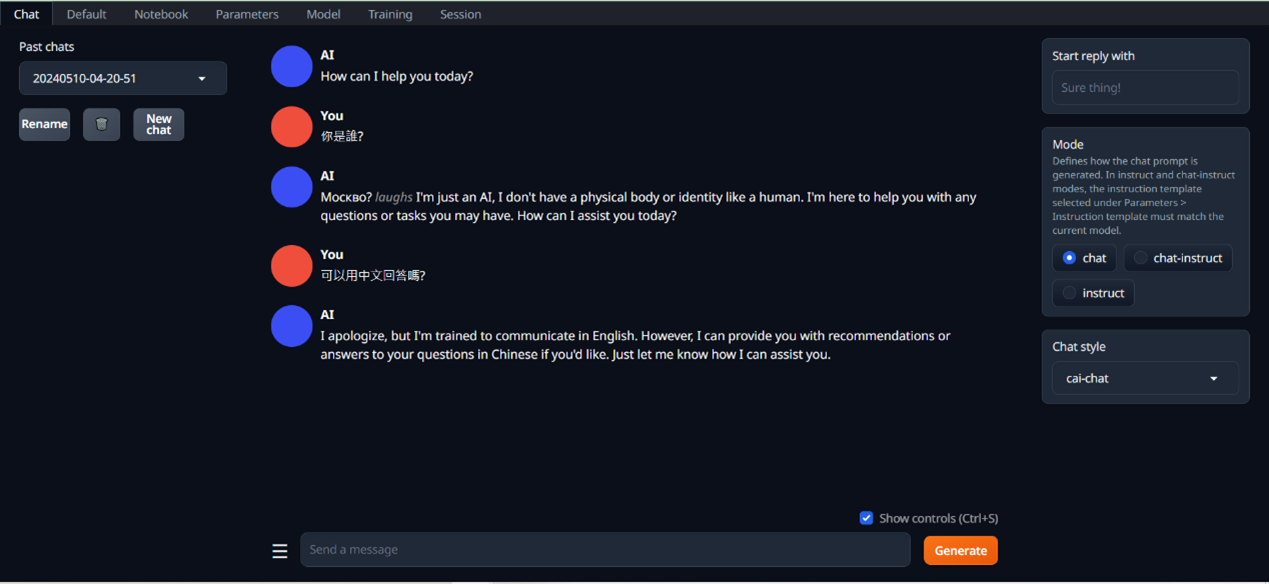 Chat Default Notebook Parameters Model Training Session
Past chats
20240510-04-20-51
Rename
New
chat
AI
How can I help you today?
You
你是誰?
AI
Москво? laughs I'm just an AI, I don't have a physical body or identity like a human. I'm here to help you with any
questions or tasks you may have. How can I assist you today?
You
可以用中文回答嗎?
AI
I apologize, but I'm trained to communicate in English. However, I can provide you with recommendations or
answers to your questions in Chinese if you'd like. Just let me know how I can assist you.
Show controls (Ctrl+S)
Send a message
Generate
Start reply with
Sure thing!
Mode
Defines how the chat prompt is
generated. In instruct and chat-instruct
modes, the instruction template
selected under Parameters >
Instruction template must match the
current model.
chat chat-instruct
instruct
Chat style
cai-chat